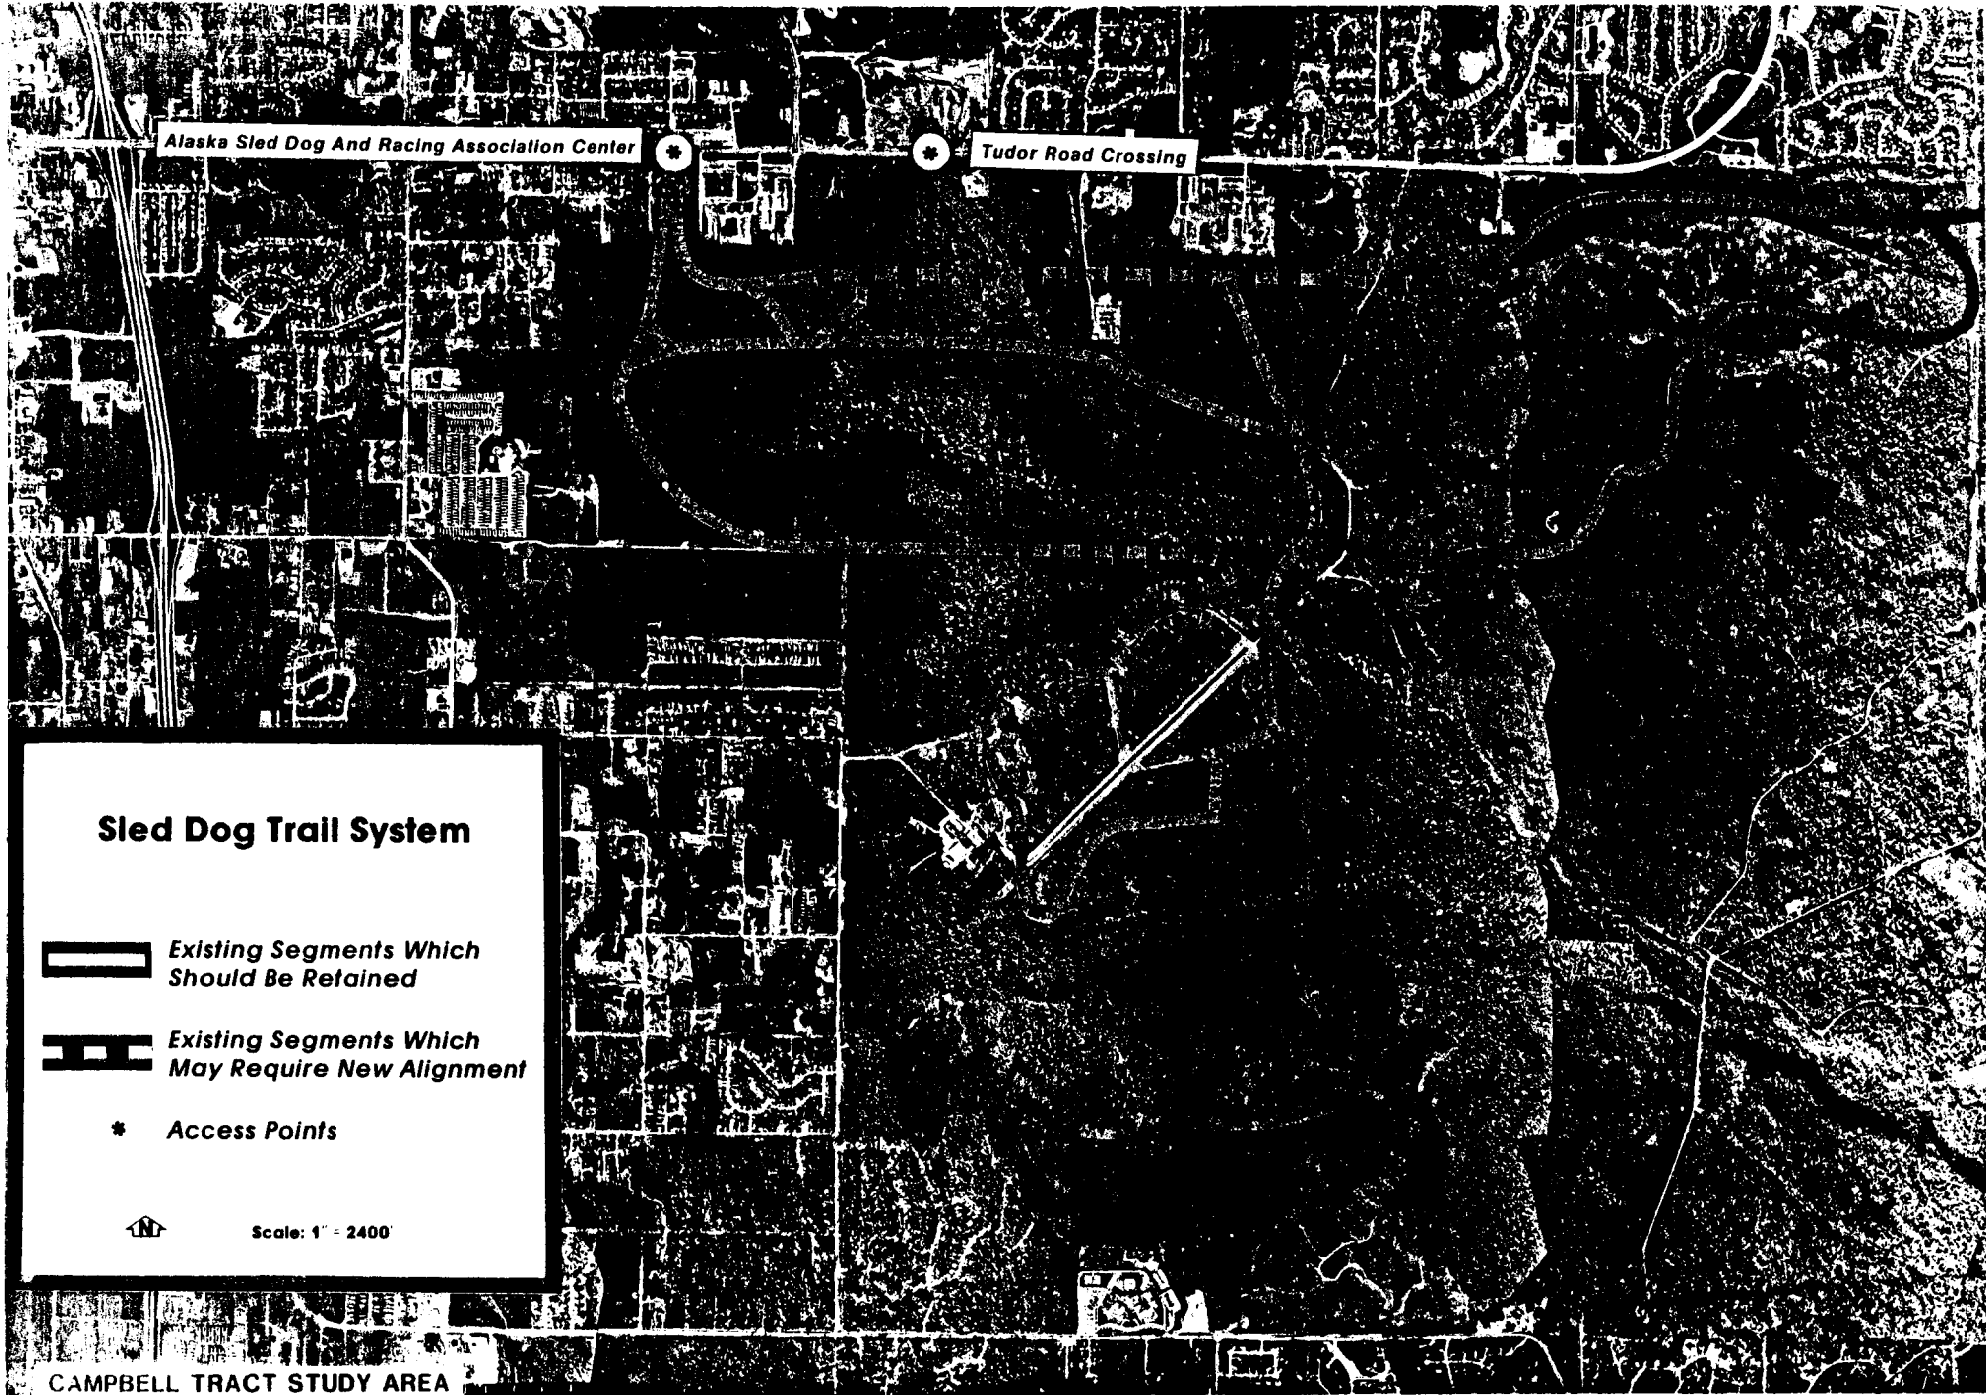 Alaska Sled Dog And Racing Association Center
Tudor Road Crossing
Sled Dog Trail System
Existing Segments Which
Should Be Retained
Existing Segments Which
May Require New Alignment
* Access Points
N
Scale: 1" = 2400'
CAMPBELL TRACT STUDY AREA